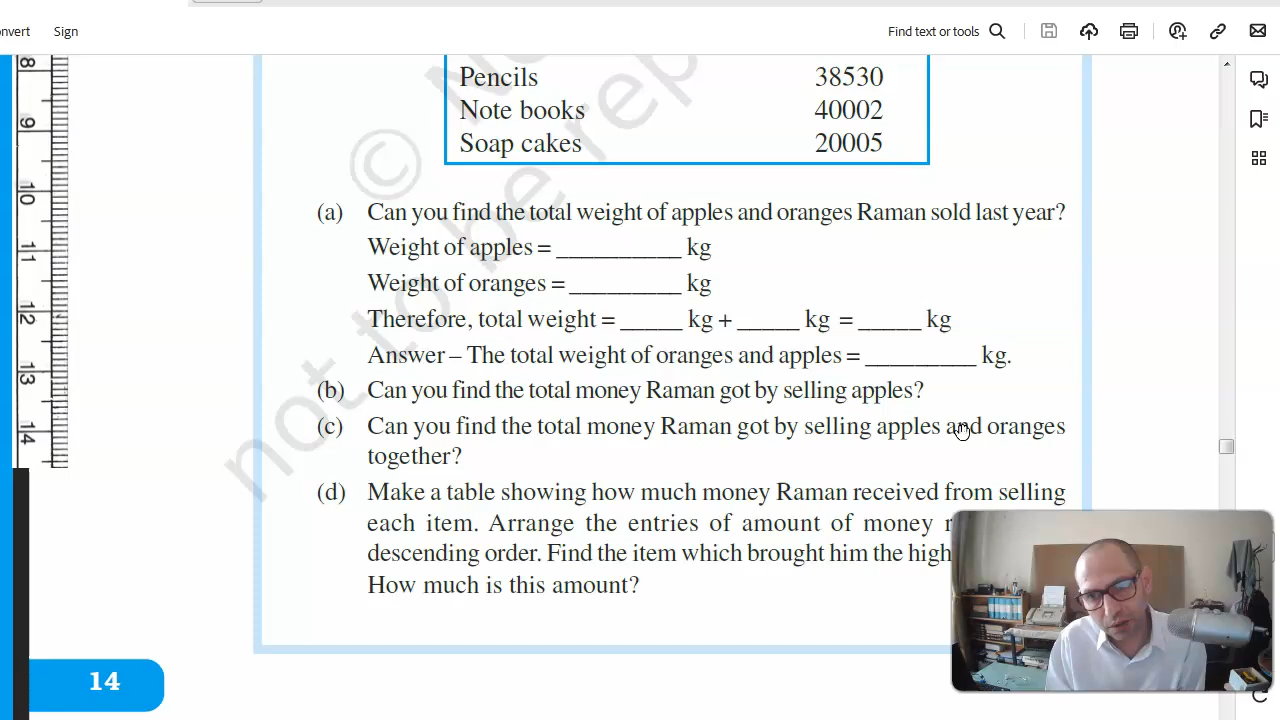 Sign
Find text or tools
Pencils 38530
Note books 40002
Soap cakes 20005
(a) Can you find the total weight of apples and oranges Raman sold last year?
Weight of apples = __________ kg
Weight of oranges = _________ kg
Therefore, total weight = _____ kg + _____ kg = _____ kg
Answer – The total weight of oranges and apples = _________ kg.
(b) Can you find the total money Raman got by selling apples?
(c) Can you find the total money Raman got by selling apples and oranges
together?
(d) Make a table showing how much money Raman received from selling
each item. Arrange the entries of amount of money
descending order. Find the item which brought him the
How much is this amount?
14
8
9
10
11
12
13
14
©
not to be